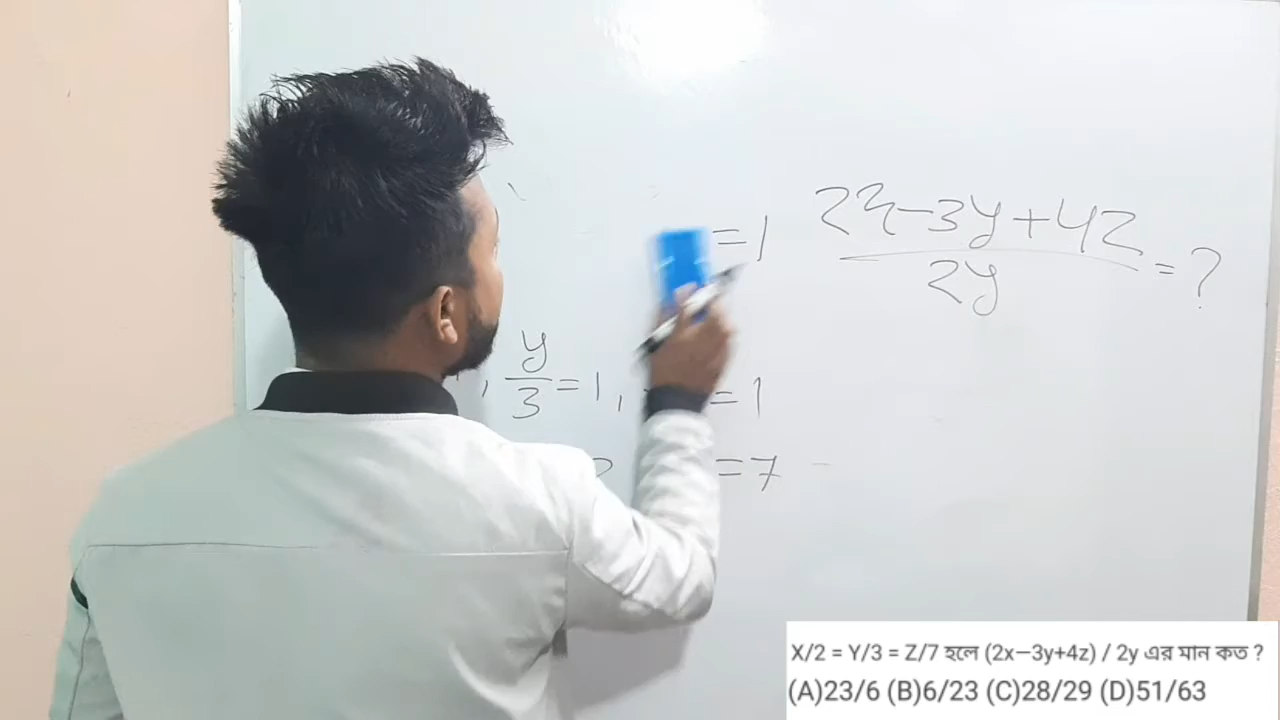 = 1
2x-3y+4z
2y
= ?
, y/3 = 1, = 1
= 7
X/2 = Y/3 = Z/7 হলে (2x−3y+4z) / 2y এর মান কত ?
(A)23/6 (B)6/23 (C)28/29 (D)51/63